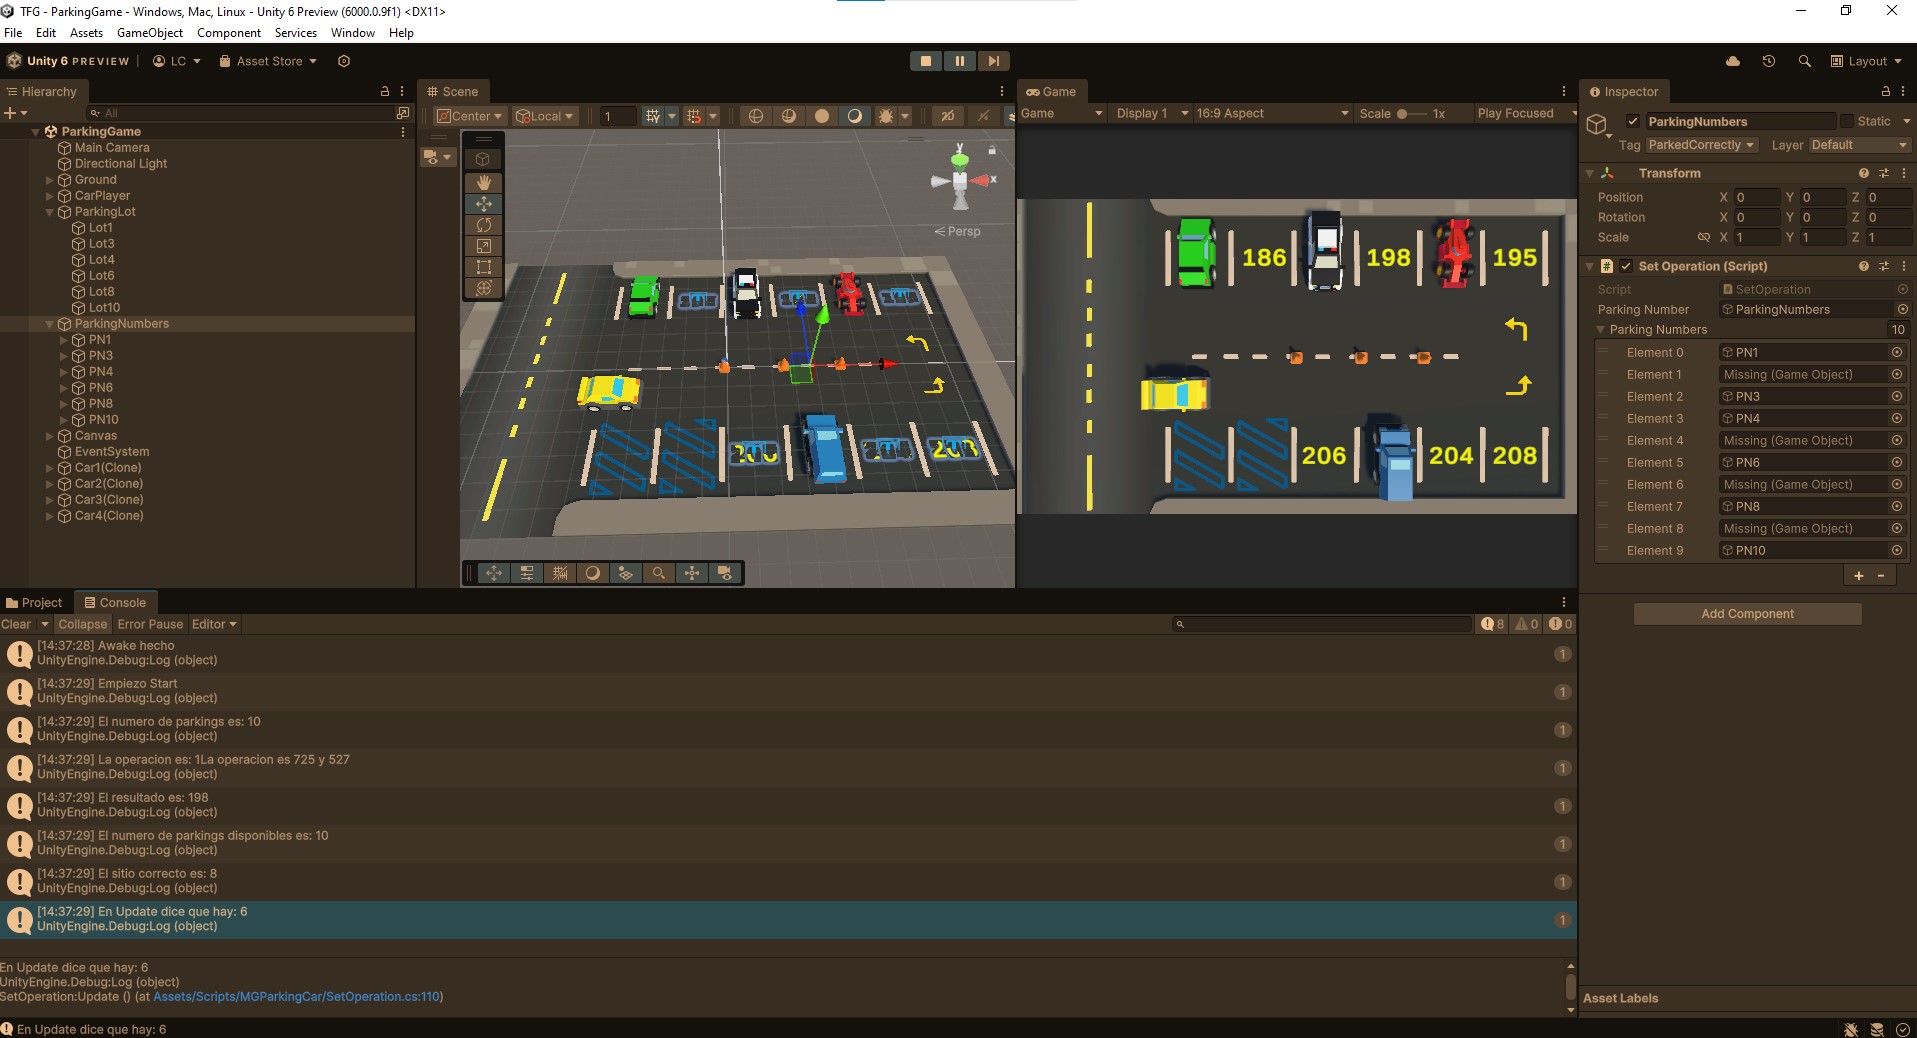 TFG - ParkingGame - Windows, Mac, Linux - Unity 6 Preview (6000.0.9f1) <DX11>
File Edit Assets GameObject Component Services Window Help
Unity 6 PREVIEW LC Asset Store Layout
Hierarchy
All
ParkingGame
Main Camera
Directional Light
Ground
CarPlayer
ParkingLot
Lot1
Lot3
Lot4
Lot6
Lot8
Lot10
ParkingNumbers
PN1
PN3
PN4
PN6
PN8
PN10
Canvas
EventSystem
Car1(Clone)
Car2(Clone)
Car3(Clone)
Car4(Clone)
Scene
Center Local 1 2D
y
x
Persp
Game
Game Display 1 16:9 Aspect Scale 1x Play Focused
186 198 195
206 204 208
Inspector
ParkingNumbers Static
Tag ParkedCorrectly Layer Default
Transform
Position X 0 Y 0 Z 0
Rotation X 0 Y 0 Z 0
Scale X 1 Y 1 Z 1
Set Operation (Script)
Script SetOperation
Parking Number ParkingNumbers
Parking Numbers 10
Element 0 PN1
Element 1 Missing (Game Object)
Element 2 PN3
Element 3 PN4
Element 4 Missing (Game Object)
Element 5 PN6
Element 6 Missing (Game Object)
Element 7 PN8
Element 8 Missing (Game Object)
Element 9 PN10
+ -
Add Component
Asset Labels
Project Console
Clear Collapse Error Pause Editor 8 0 0
[14:37:28] Awake hecho
UnityEngine.Debug:Log (object)
1
[14:37:29] Empiezo Start
UnityEngine.Debug:Log (object)
1
[14:37:29] El numero de parkings es: 10
UnityEngine.Debug:Log (object)
1
[14:37:29] La operacion es: 1La operacion es 725 y 527
UnityEngine.Debug:Log (object)
1
[14:37:29] El resultado es: 198
UnityEngine.Debug:Log (object)
1
[14:37:29] El numero de parkings disponibles es: 10
UnityEngine.Debug:Log (object)
1
[14:37:29] El sitio correcto es: 8
UnityEngine.Debug:Log (object)
1
[14:37:29] En Update dice que hay: 6
UnityEngine.Debug:Log (object)
1
En Update dice que hay: 6
UnityEngine.Debug:Log (object)
SetOperation:Update () (at Assets/Scripts/MGParkingCar/SetOperation.cs:110)
En Update dice que hay: 6